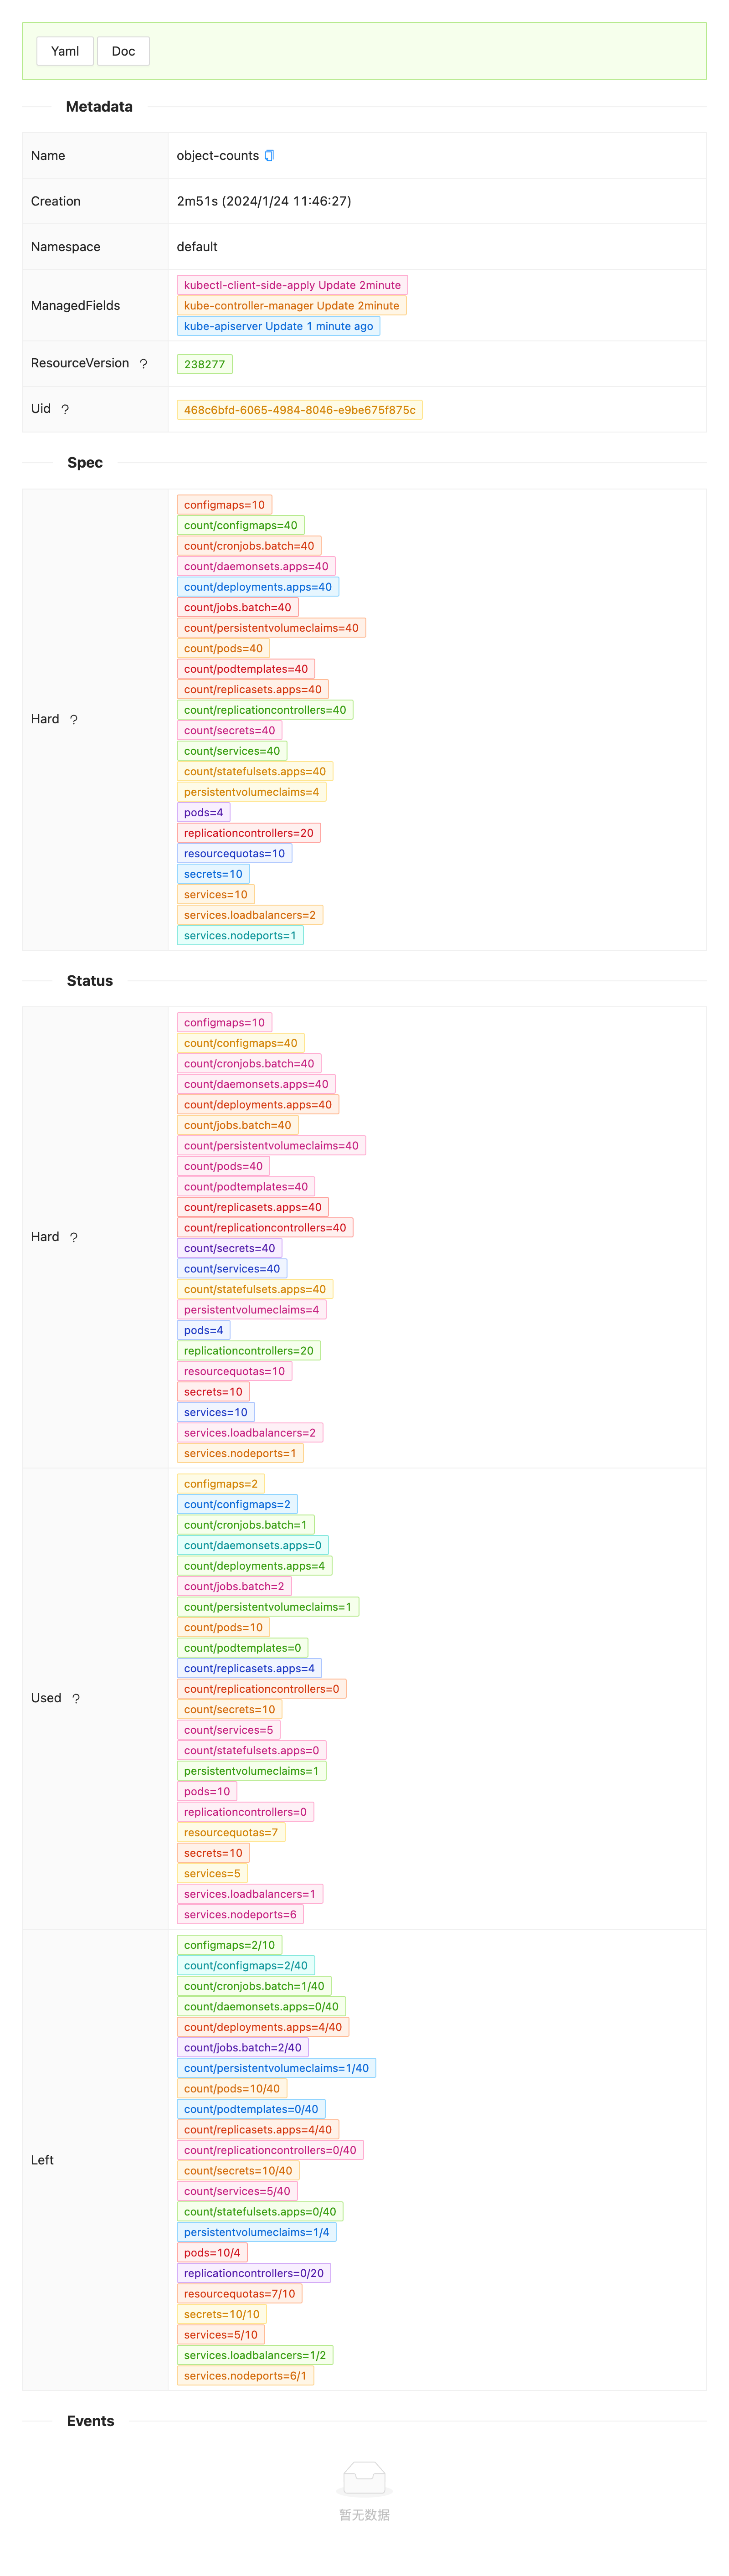 Yaml Doc
Metadata
Name object-counts
Creation 2m51s (2024/1/24 11:46:27)
Namespace default
kubectl-client-side-apply Update 2minute
ManagedFields kube-controller-manager Update 2minute
kube-apiserver Update 1 minute ago
ResourceVersion ? 238277
Uid ? 468c6bfd-6065-4984-8046-e9be675f875c
Spec
Hard ?
configmaps=10
count/configmaps=40
count/cronjobs.batch=40
count/daemonsets.apps=40
count/deployments.apps=40
count/jobs.batch=40
count/persistentvolumeclaims=40
count/pods=40
count/podtemplates=40
count/replicasets.apps=40
count/replicationcontrollers=40
count/secrets=40
count/services=40
count/statefulsets.apps=40
persistentvolumeclaims=4
pods=4
replicationcontrollers=20
resourcequotas=10
secrets=10
services=10
services.loadbalancers=2
services.nodeports=1
Status
Hard ?
configmaps=10
count/configmaps=40
count/cronjobs.batch=40
count/daemonsets.apps=40
count/deployments.apps=40
count/jobs.batch=40
count/persistentvolumeclaims=40
count/pods=40
count/podtemplates=40
count/replicasets.apps=40
count/replicationcontrollers=40
count/secrets=40
count/services=40
count/statefulsets.apps=40
persistentvolumeclaims=4
pods=4
replicationcontrollers=20
resourcequotas=10
secrets=10
services=10
services.loadbalancers=2
services.nodeports=1
Used ?
configmaps=2
count/configmaps=2
count/cronjobs.batch=1
count/daemonsets.apps=0
count/deployments.apps=4
count/jobs.batch=2
count/persistentvolumeclaims=1
count/pods=10
count/podtemplates=0
count/replicasets.apps=4
count/replicationcontrollers=0
count/secrets=10
count/services=5
count/statefulsets.apps=0
persistentvolumeclaims=1
pods=10
replicationcontrollers=0
resourcequotas=7
secrets=10
services=5
services.loadbalancers=1
services.nodeports=6
Left
configmaps=2/10
count/configmaps=2/40
count/cronjobs.batch=1/40
count/daemonsets.apps=0/40
count/deployments.apps=4/40
count/jobs.batch=2/40
count/persistentvolumeclaims=1/40
count/pods=10/40
count/podtemplates=0/40
count/replicasets.apps=4/40
count/replicationcontrollers=0/40
count/secrets=10/40
count/services=5/40
count/statefulsets.apps=0/40
persistentvolumeclaims=1/4
pods=10/4
replicationcontrollers=0/20
resourcequotas=7/10
secrets=10/10
services=5/10
services.loadbalancers=1/2
services.nodeports=6/1
Events
暂无数据